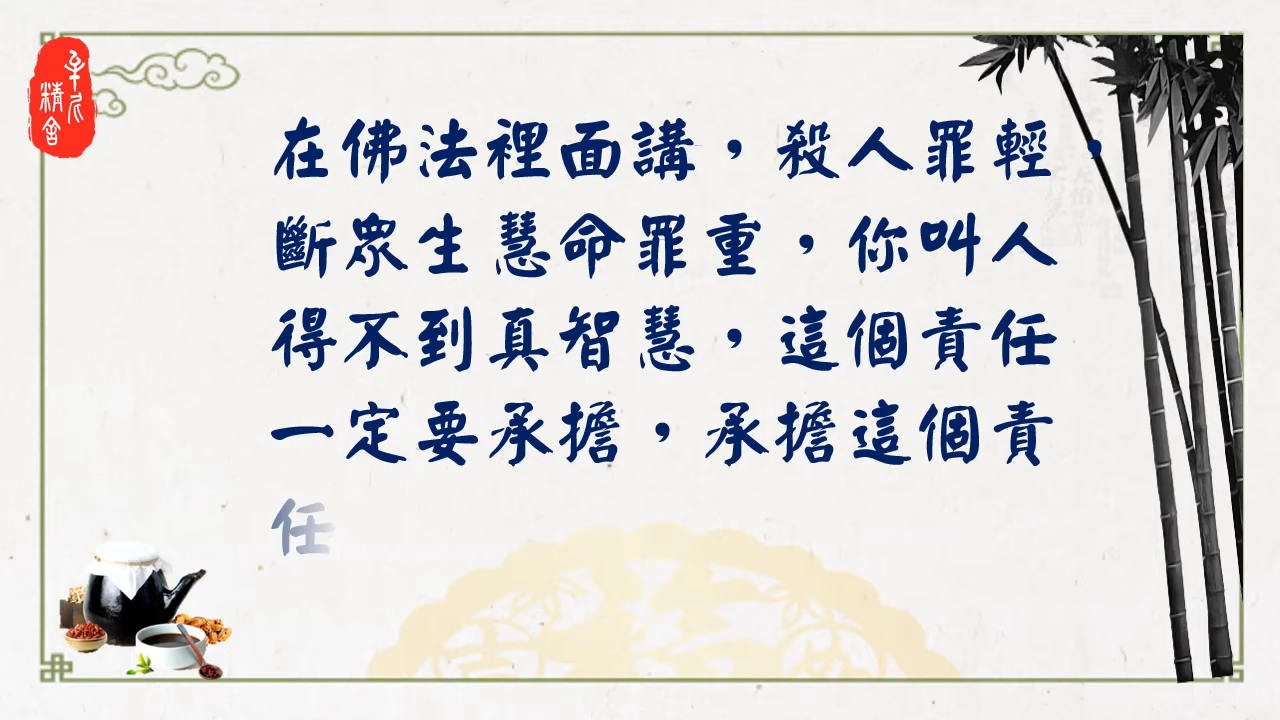 在佛法裡面講，殺人罪輕，
斷眾生慧命罪重，你叫人
得不到真智慧，這個責任
一定要承擔，承擔這個責
任
精舍